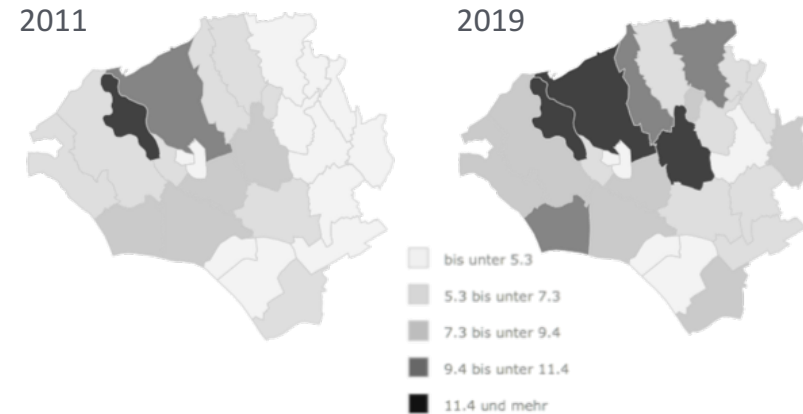 2011
2019
bis unter 5.3
5.3 bis unter 7.3
7.3 bis unter 9.4
9.4 bis unter 11.4
11.4 und mehr